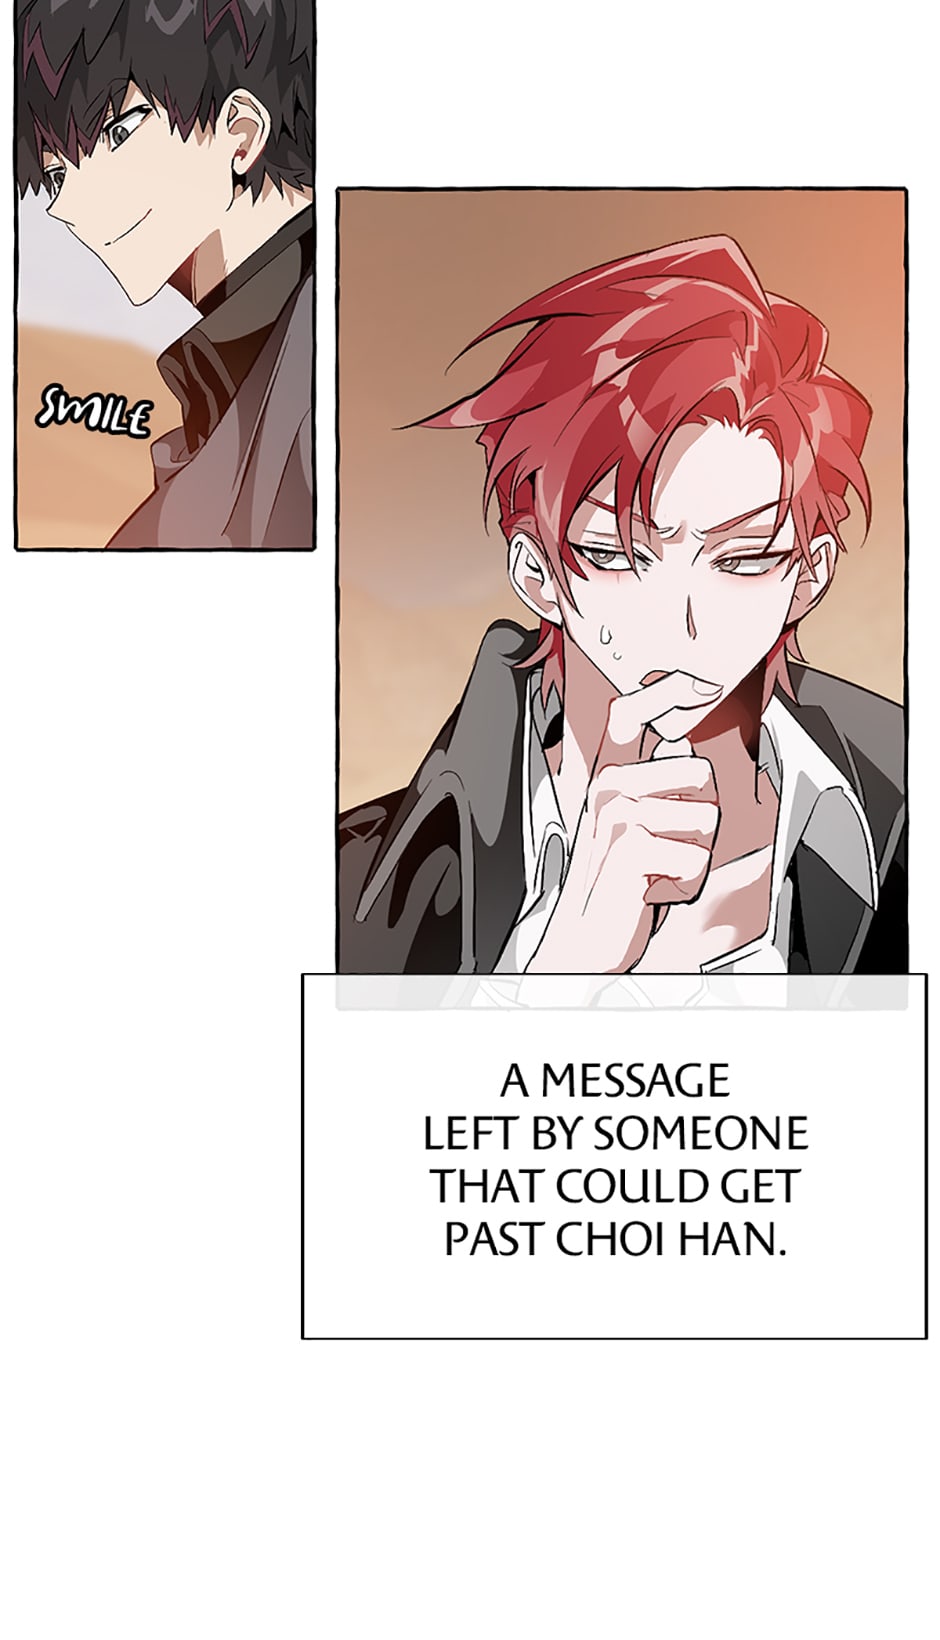 SMILE
A MESSAGE
LEFT BY SOMEONE
THAT COULD GET
PAST CHOI HAN.